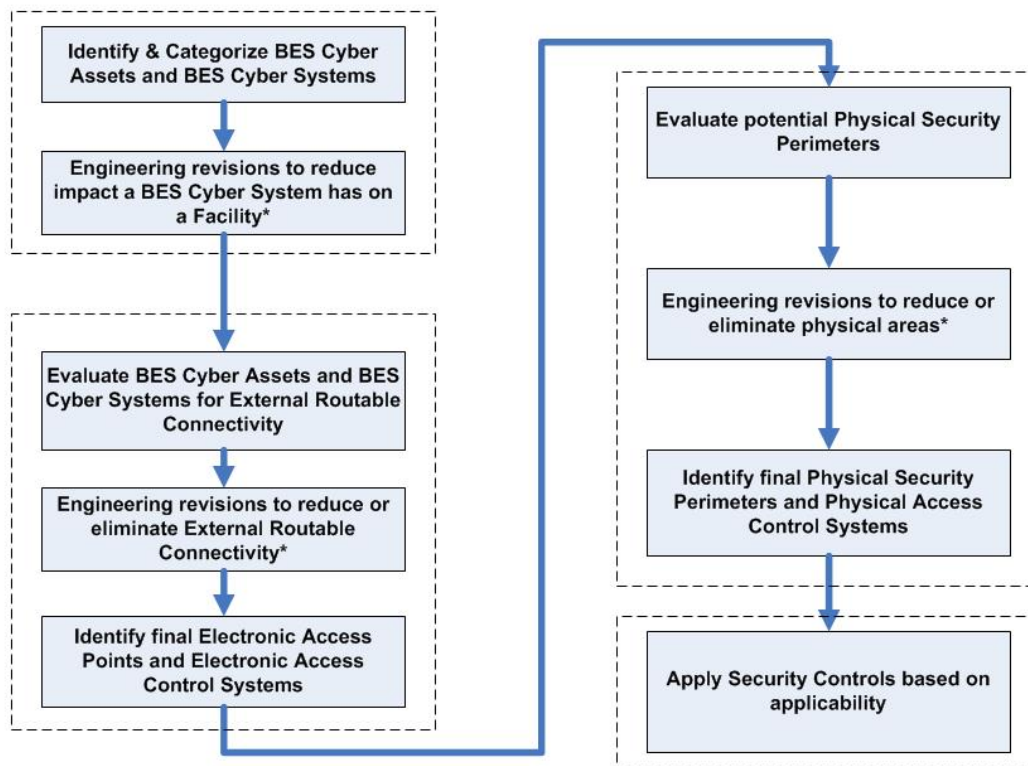 Identify & Categorize BES Cyber
Assets and BES Cyber Systems
Engineering revisions to reduce
impact a BES Cyber System has on
a Facility*
Evaluate BES Cyber Assets and BES
Cyber Systems for External Routable
Connectivity
Engineering revisions to reduce or
eliminate External Routable
Connectivity*
Identify final Electronic Access
Points and Electronic Access
Control Systems
Evaluate potential Physical Security
Perimeters
Engineering revisions to reduce or
eliminate physical areas*
Identify final Physical Security
Perimeters and Physical Access
Control Systems
Apply Security Controls based on
applicability